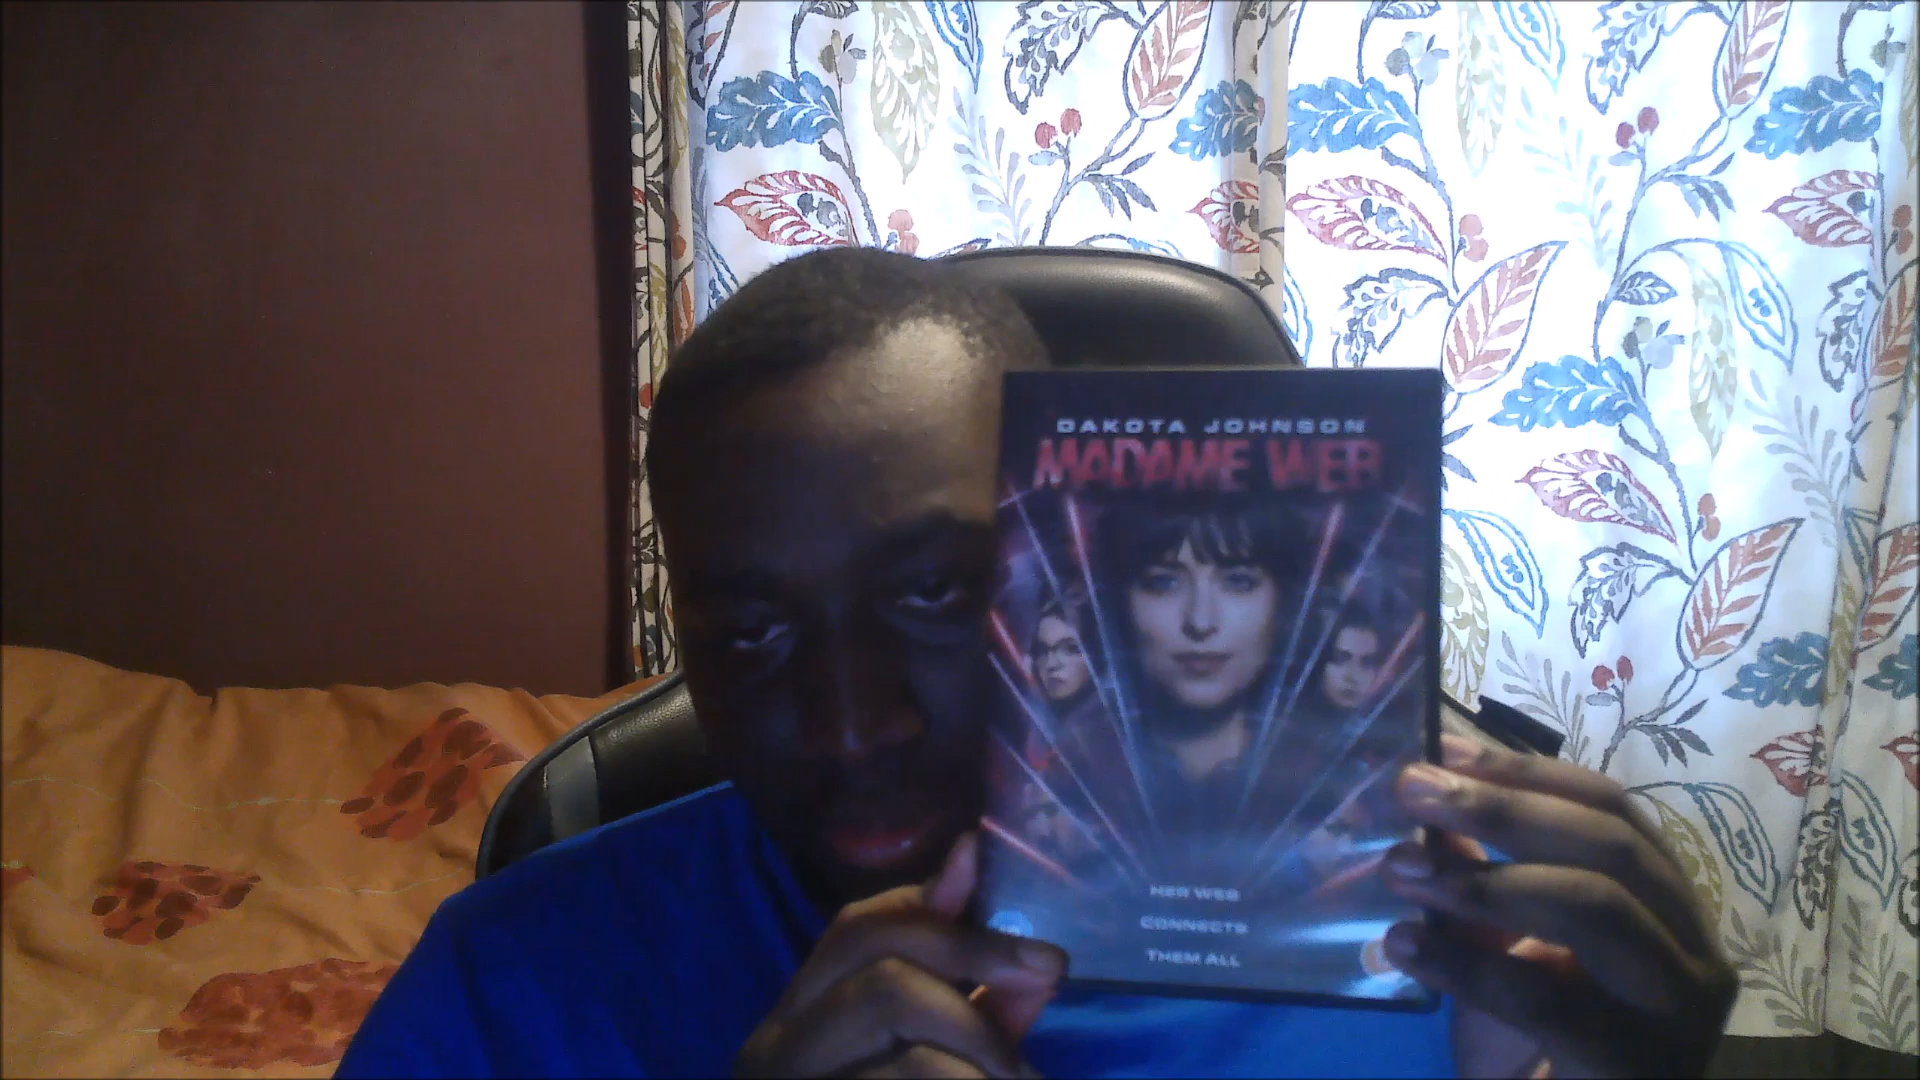 DAKOTA JOHNSON
MADAME WEB
HER WEB
CONNECTS
THEM ALL